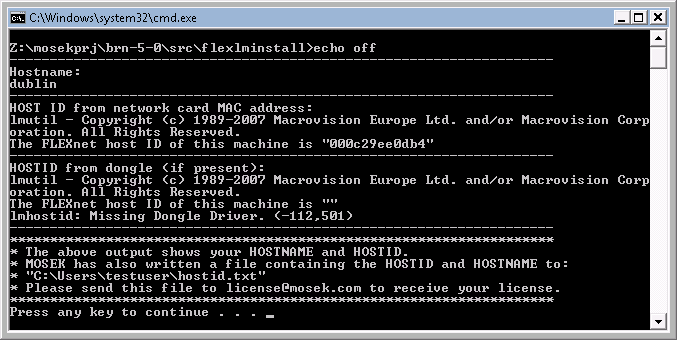 C:\Windows\system32\cmd.exe
Z:\mosekprj\brn-5-0\src\flexlminstall>echo off
-------------------------------------------------------------------
Hostname:
dublin
-------------------------------------------------------------------
HOST ID from network card MAC address:
lmutil - Copyright (c) 1989-2007 Macrovision Europe Ltd. and/or Macrovision Corp
oration. All Rights Reserved.
The FLEXnet host ID of this machine is "000c29ee0db4"
-------------------------------------------------------------------
HOSTID from dongle (if present):
lmutil - Copyright (c) 1989-2007 Macrovision Europe Ltd. and/or Macrovision Corp
oration. All Rights Reserved.
The FLEXnet host ID of this machine is ""
lmhostid: Missing Dongle Driver. (-112,501)
-------------------------------------------------------------------
*******************************************************************
* The above output shows your HOSTNAME and HOSTID.
* MOSEK has also written a file containing the HOSTID and HOSTNAME to:
* "C:\Users\testuser\hostid.txt"
* Please send this file to license@mosek.com to receive your license.
*******************************************************************
Press any key to continue . . . _